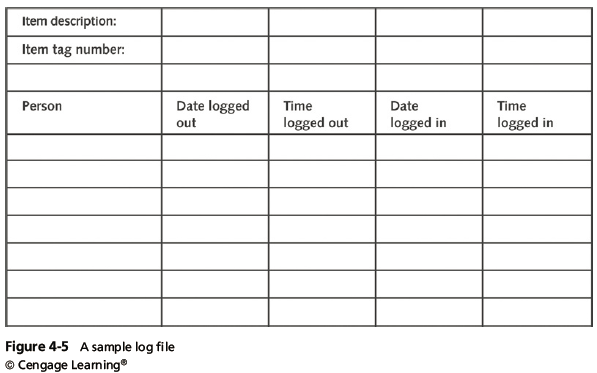 Item description:
Item tag number:
Person
Date logged
out
Time
logged out
Date
logged in
Time
logged in
Figure 4-5 A sample log file
© Cengage Learning®